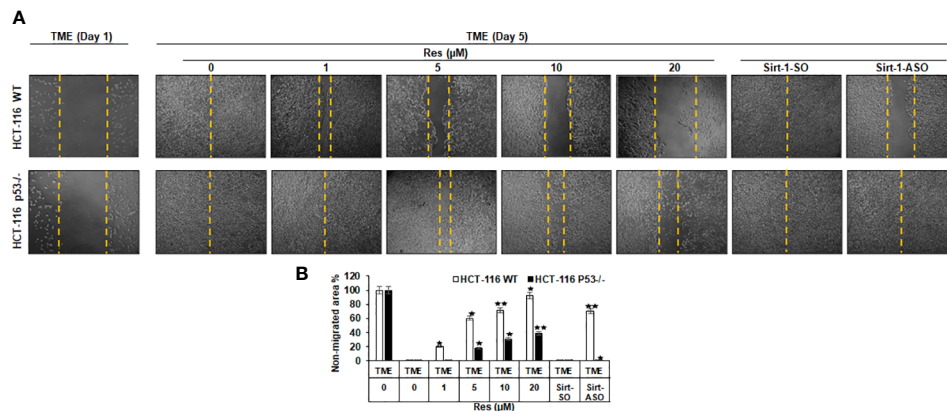 A
TME (Day 1)
TME (Day 5)
Res (µM)
0 1 5 10 20 Sirt-1-SO Sirt-1-ASO
HCT-116 WT
HCT-116 p53-/-
B
Non-migrated area %
120
100
80
60
40
20
0
HCT-116 WT HCT-116 P53-/-
★ ★ ★ ★★ ★ ★ ★★ ★★ ★
TME TME TME TME TME TME TME TME
0 0 1 5 10 20 Sirt- Sirt-
SO ASO
Res (µM)